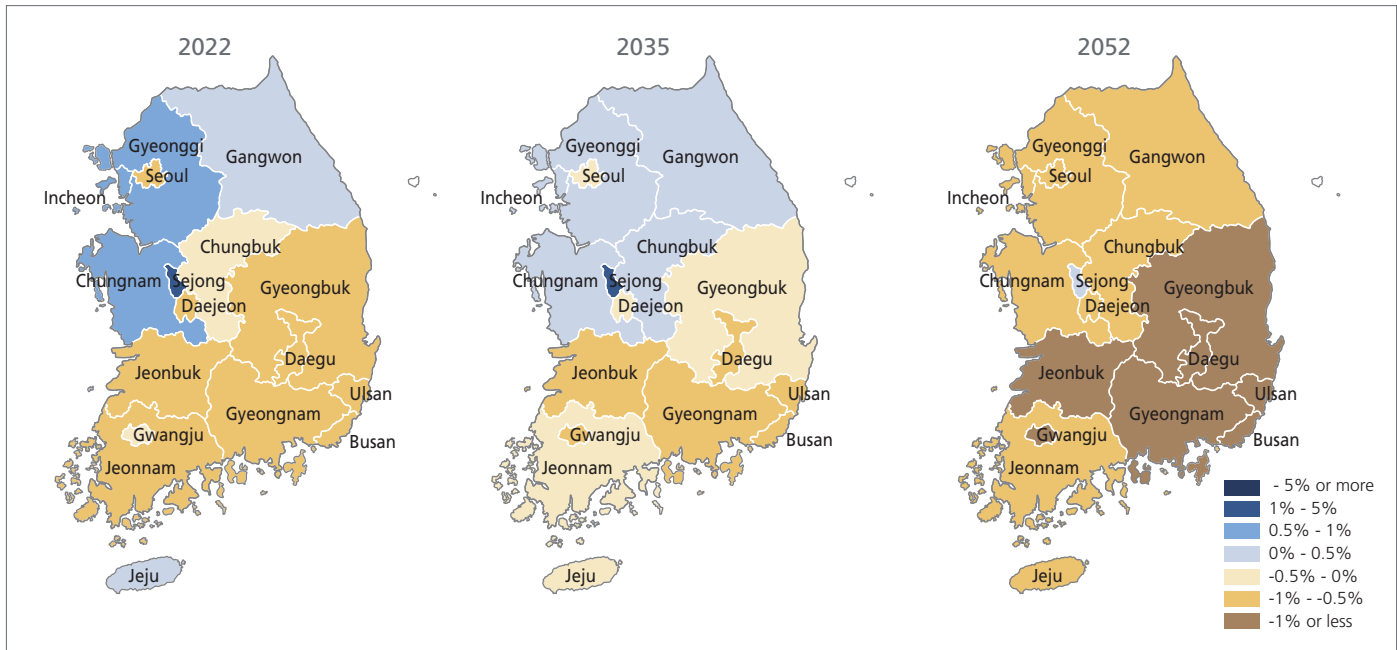 2022
Gyeonggi
Gangwon
Seoul
Incheon
Chungbuk
Chungnam
Sejong
Gyeongbuk
Daejeon
Daegu
Jeonbuk
Ulsan
Gyeongnam
Gwangju
Busan
Jeonnam
Jeju
2035
Gyeonggi
Gangwon
Seoul
Incheon
Chungbuk
Chungnam
Sejong
Gyeongbuk
Daejeon
Daegu
Jeonbuk
Ulsan
Gyeongnam
Gwangju
Busan
Jeonnam
Jeju
2052
Gyeonggi
Gangwon
Seoul
Incheon
Chungbuk
Chungnam
Sejong
Gyeongbuk
Daejeon
Daegu
Jeonbuk
Ulsan
Gyeongnam
Gwangju
Busan
Jeonnam
Jeju
- 5% or more
1% - 5%
0.5% - 1%
0% - 0.5%
-0.5% - 0%
-1% - -0.5%
-1% or less